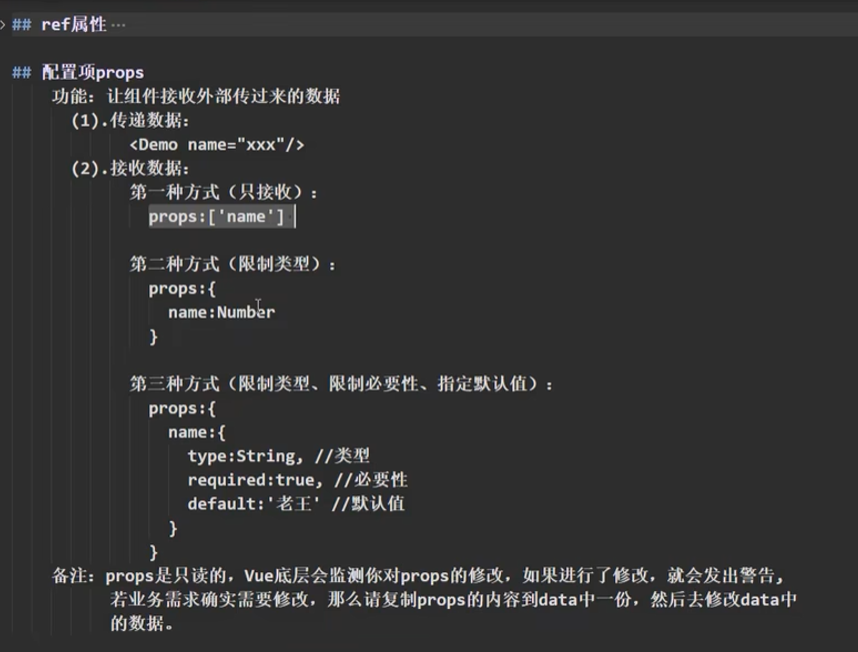 ## ref属性 ···
## 配置项props
功能：让组件接收外部传过来的数据
(1).传递数据：
<Demo name="xxx"/>
(2).接收数据：
第一种方式（只接收）：
props:['name']
第二种方式（限制类型）：
props:{
name:Number
}
第三种方式（限制类型、限制必要性、指定默认值）：
props:{
name:{
type:String, //类型
required:true, //必要性
default:'老王' //默认值
}
}
备注：props是只读的，Vue底层会监测你对props的修改，如果进行了修改，就会发出警告，
若业务需求确实需要修改，那么请复制props的内容到data中一份，然后去修改data中
的数据。